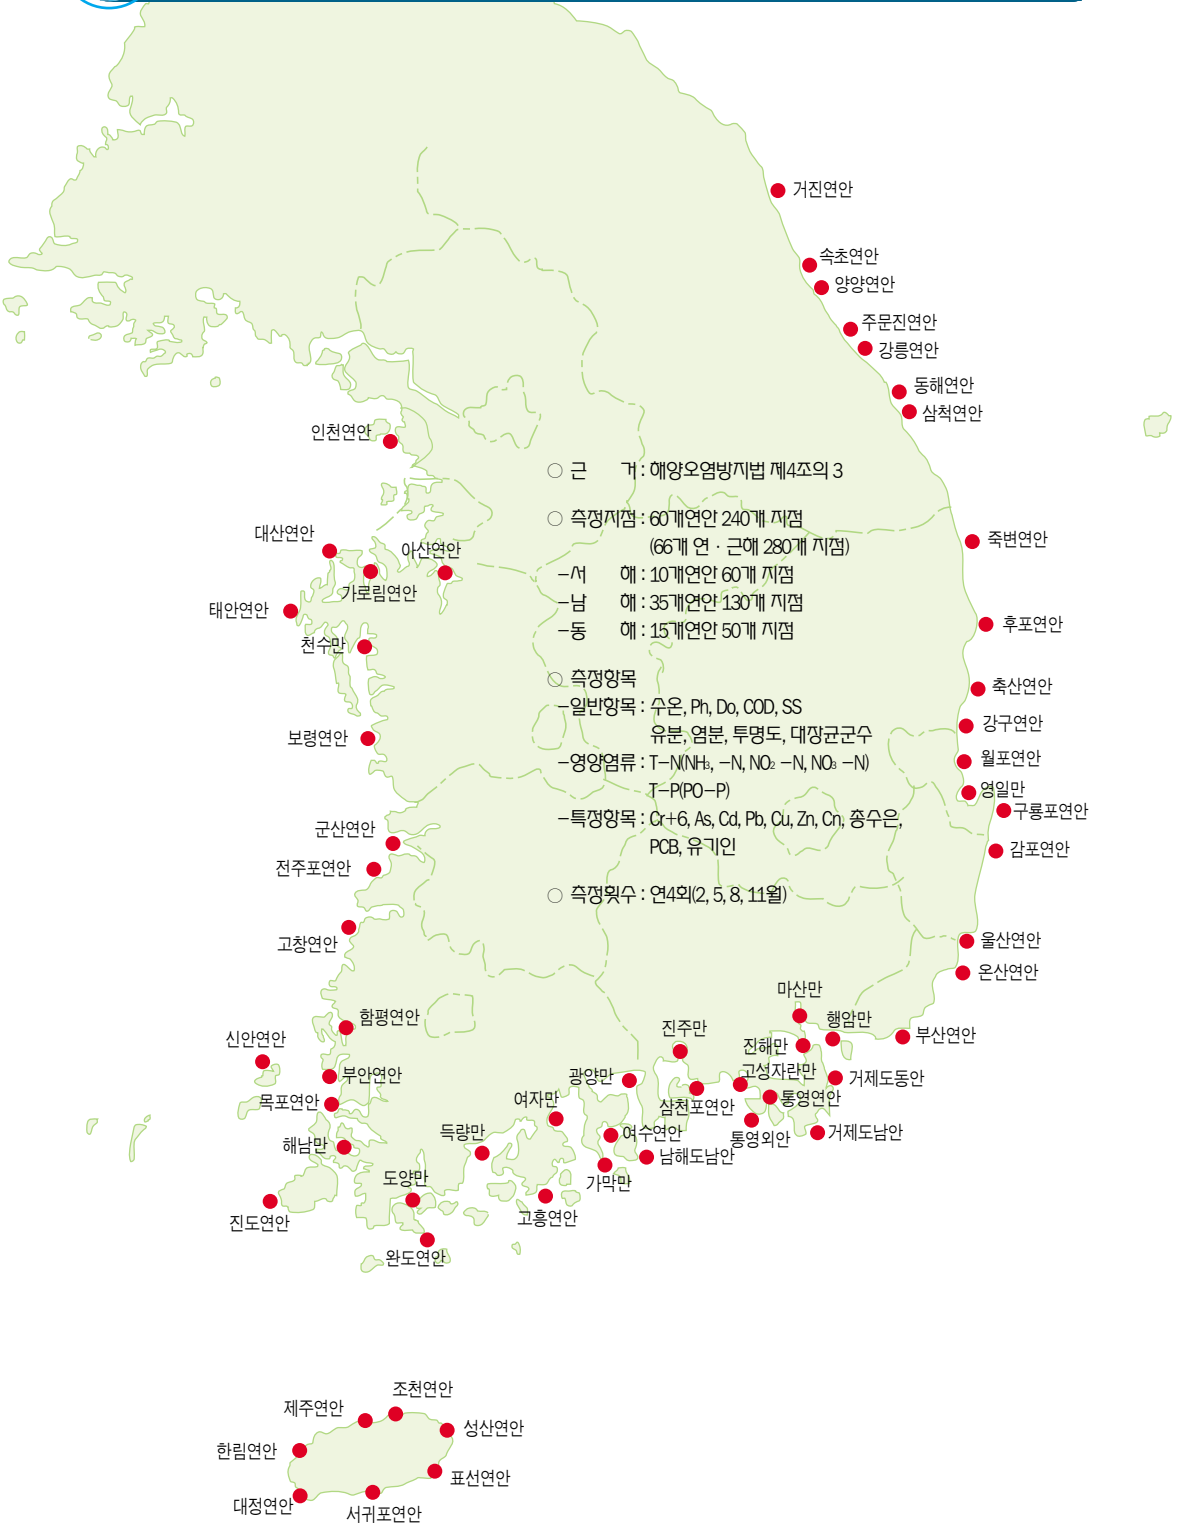 거진연안
속초연안
양양연안
주문진연안
강릉연안
동해연안
삼척연안
인천연안
○ 근 거 : 해양오염방지법 제4조의 3
○ 측정지점 : 60개연안 240개 지점
(66개 연 · 근해 280개 지점)
-서 해 : 10개연안 60개 지점
-남 해 : 35개연안 130개 지점
-동 해 : 15개연안 50개 지점
○ 측정항목
-일반항목 : 수온, Ph, Do, COD, SS
유분, 염분, 투명도, 대장균군수
-영양염류 : T-N(NH₃, -N, NO₂ -N, NO₃ -N)
T-P(PO-P)
-특정항목 : Cr+6, As, Cd, Pb, Cu, Zn, Cn, 총수은,
PCB, 유기인
○ 측정횟수 : 연4회(2, 5, 8, 11월)
대산연안
아산연안
가로림연안
태안연안
천수만
보령연안
군산연안
전주포연안
고창연안
죽변연안
후포연안
축산연안
강구연안
월포연안
영일만
구룡포연안
감포연안
울산연안
온산연안
마산만
행암만
부산연안
진주만
진해만
고성자란만
거제도동안
함평연안
신안연안
부안연안
목포연안
해남만
진도연안
광양만
여자만
득량만
도양만
완도연안
고흥연안
삼천포연안
통영연안
여수연안
통영외안
거제도남안
남해도남안
가막만
조천연안
제주연안
성산연안
한림연안
표선연안
대정연안
서귀포연안